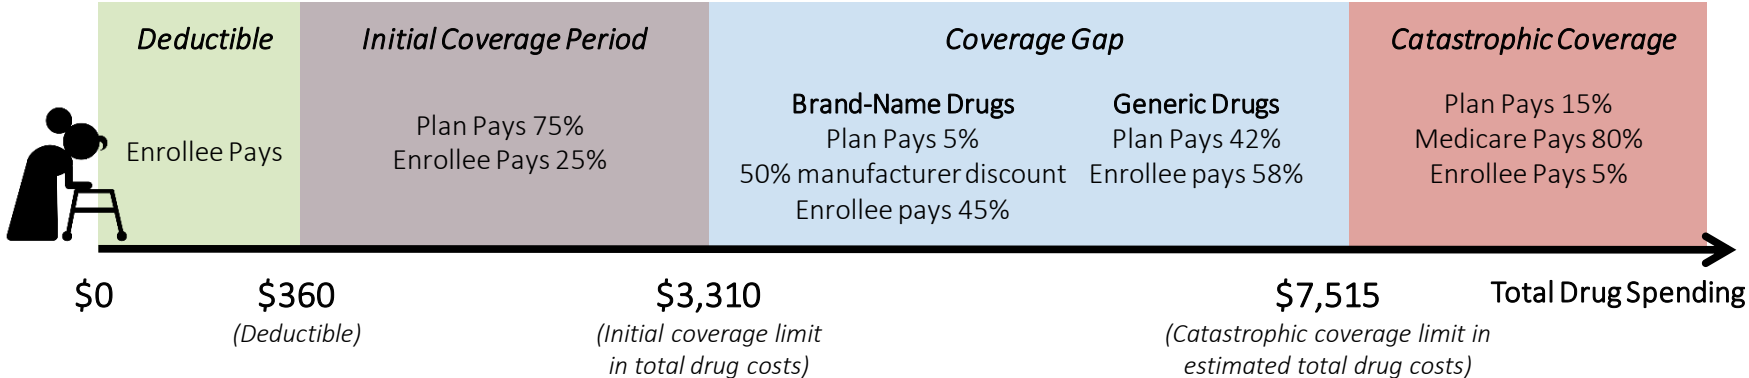 Deductible
Enrollee Pays
Initial Coverage Period
Plan Pays 75%
Enrollee Pays 25%
Coverage Gap
Brand-Name Drugs
Plan Pays 5%
50% manufacturer discount
Enrollee pays 45%
Generic Drugs
Plan Pays 42%
Enrollee pays 58%
Catastrophic Coverage
Plan Pays 15%
Medicare Pays 80%
Enrollee Pays 5%
$0
$360
(Deductible)
$3,310
(Initial coverage limit
in total drug costs)
$7,515
(Catastrophic coverage limit in
estimated total drug costs)
Total Drug Spending